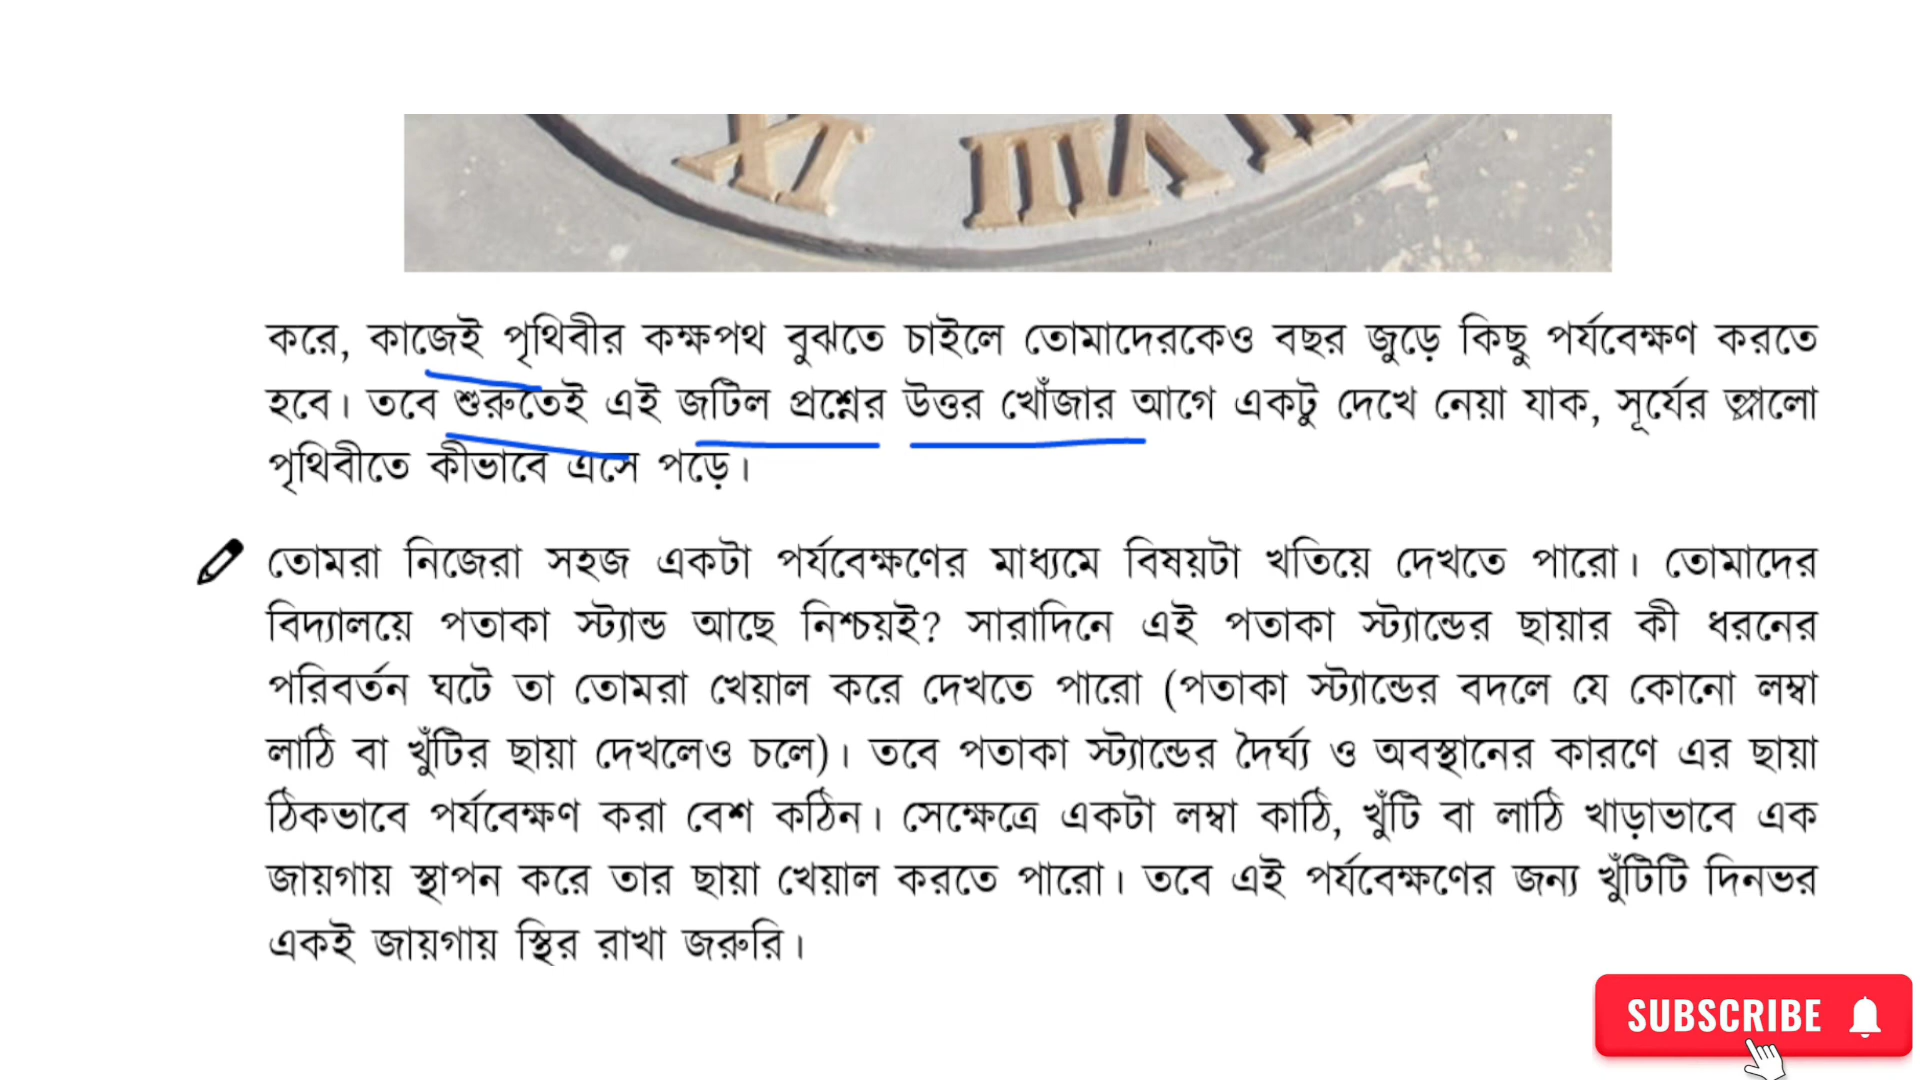 করে, কাজেই পৃথিবীর কক্ষপথ বুঝতে চাইলে তোমাদেরকেও বছর জুড়ে কিছু পর্যবেক্ষণ করতে
হবে। তবে শুরুতেই এই জটিল প্রশ্নের উত্তর খোঁজার আগে একটু দেখে নেয়া যাক, সূর্যের আলো
পৃথিবীতে কীভাবে এসে পড়ে।
তোমরা নিজেরা সহজ একটা পর্যবেক্ষণের মাধ্যমে বিষয়টা খতিয়ে দেখতে পারো। তোমাদের
বিদ্যালয়ে পতাকা স্ট্যান্ড আছে নিশ্চয়ই? সারাদিনে এই পতাকা স্ট্যান্ডের ছায়ার কী ধরনের
পরিবর্তন ঘটে তা তোমরা খেয়াল করে দেখতে পারো (পতাকা স্ট্যান্ডের বদলে যে কোনো লম্বা
লাঠি বা খুঁটির ছায়া দেখলেও চলে)। তবে পতাকা স্ট্যান্ডের দৈর্ঘ্য ও অবস্থানের কারণে এর ছায়া
ঠিকভাবে পর্যবেক্ষণ করা বেশ কঠিন। সেক্ষেত্রে একটা লম্বা কাঠি, খুঁটি বা লাঠি খাড়াভাবে এক
জায়গায় স্থাপন করে তার ছায়া খেয়াল করতে পারো। তবে এই পর্যবেক্ষণের জন্য খুঁটিটি দিনভর
একই জায়গায় স্থির রাখা জরুরি।
SUBSCRIBE